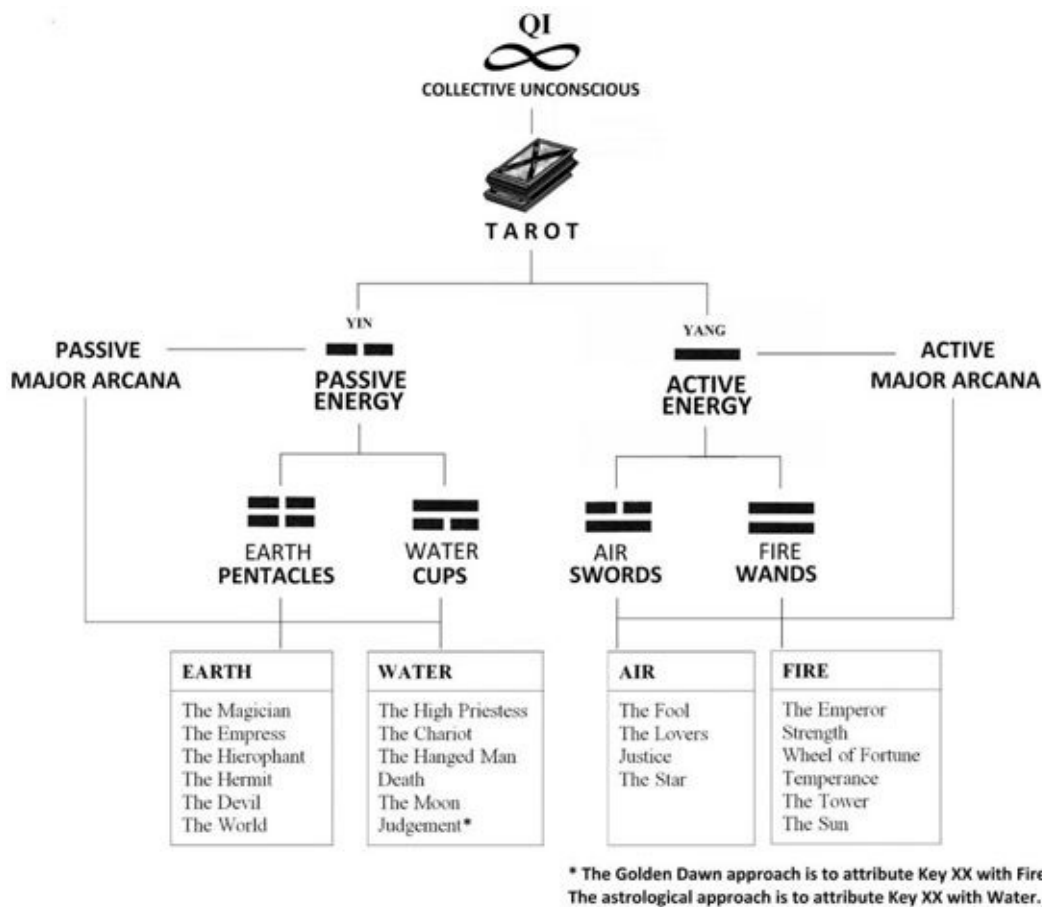 QI
COLLECTIVE UNCONSCIOUS
TAROT
YIN
YANG
PASSIVE
MAJOR ARCANA
PASSIVE
ENERGY
ACTIVE
ENERGY
ACTIVE
MAJOR ARCANA
EARTH
PENTACLES
WATER
CUPS
AIR
SWORDS
FIRE
WANDS
EARTH
The Magician
The Empress
The Hierophant
The Hermit
The Devil
The World
WATER
The High Priestess
The Chariot
The Hanged Man
Death
The Moon
Judgement*
AIR
The Fool
The Lovers
Justice
The Star
FIRE
The Emperor
Strength
Wheel of Fortune
Temperance
The Tower
The Sun
* The Golden Dawn approach is to attribute Key XX with Fire
The astrological approach is to attribute Key XX with Water.